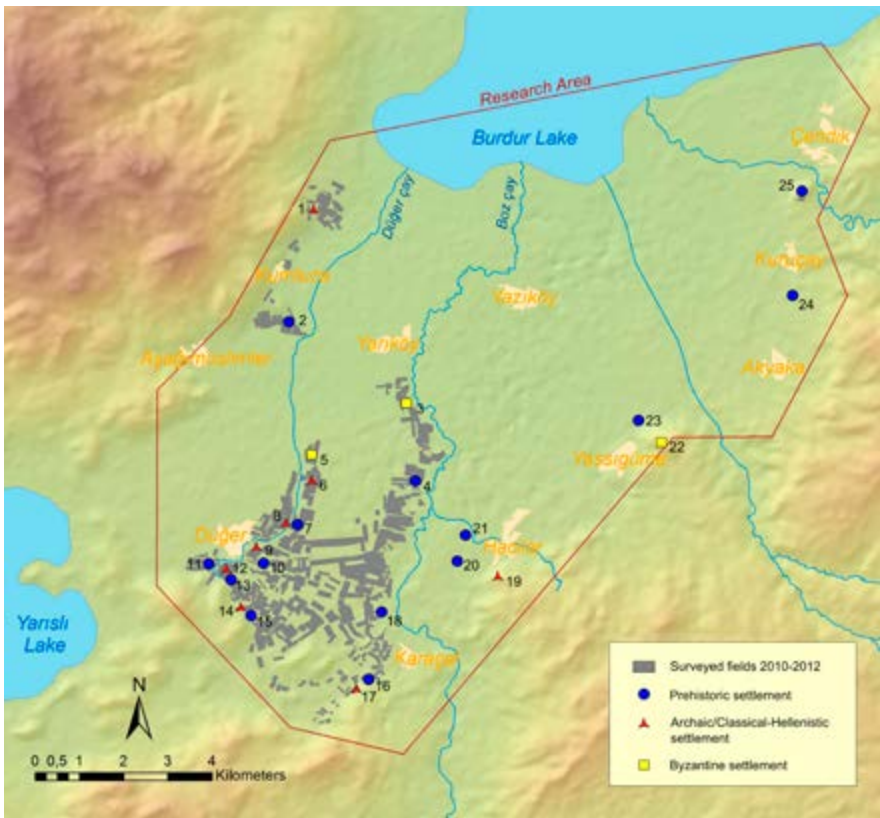 Research Area
Burdur Lake
Çendik
25
1
Düğer çay
Boz çay
Kumluca
Kuruçay
24
Yazıköy
2
Yarıköy
Aşağımüslimler
Akyaka
3
23
22
Yassıgüme
5
6
4
8
7
21
Düğer
Hacılar
9
20
11
12
10
19
13
14
15
18
Yarışlı
Lake
Karaçal
16
17
N
0 0,5 1 2 3 4
Kilometers
Surveyed fields 2010-2012
Prehistoric settlement
Archaic/Classical-Hellenistic
settlement
Byzantine settlement